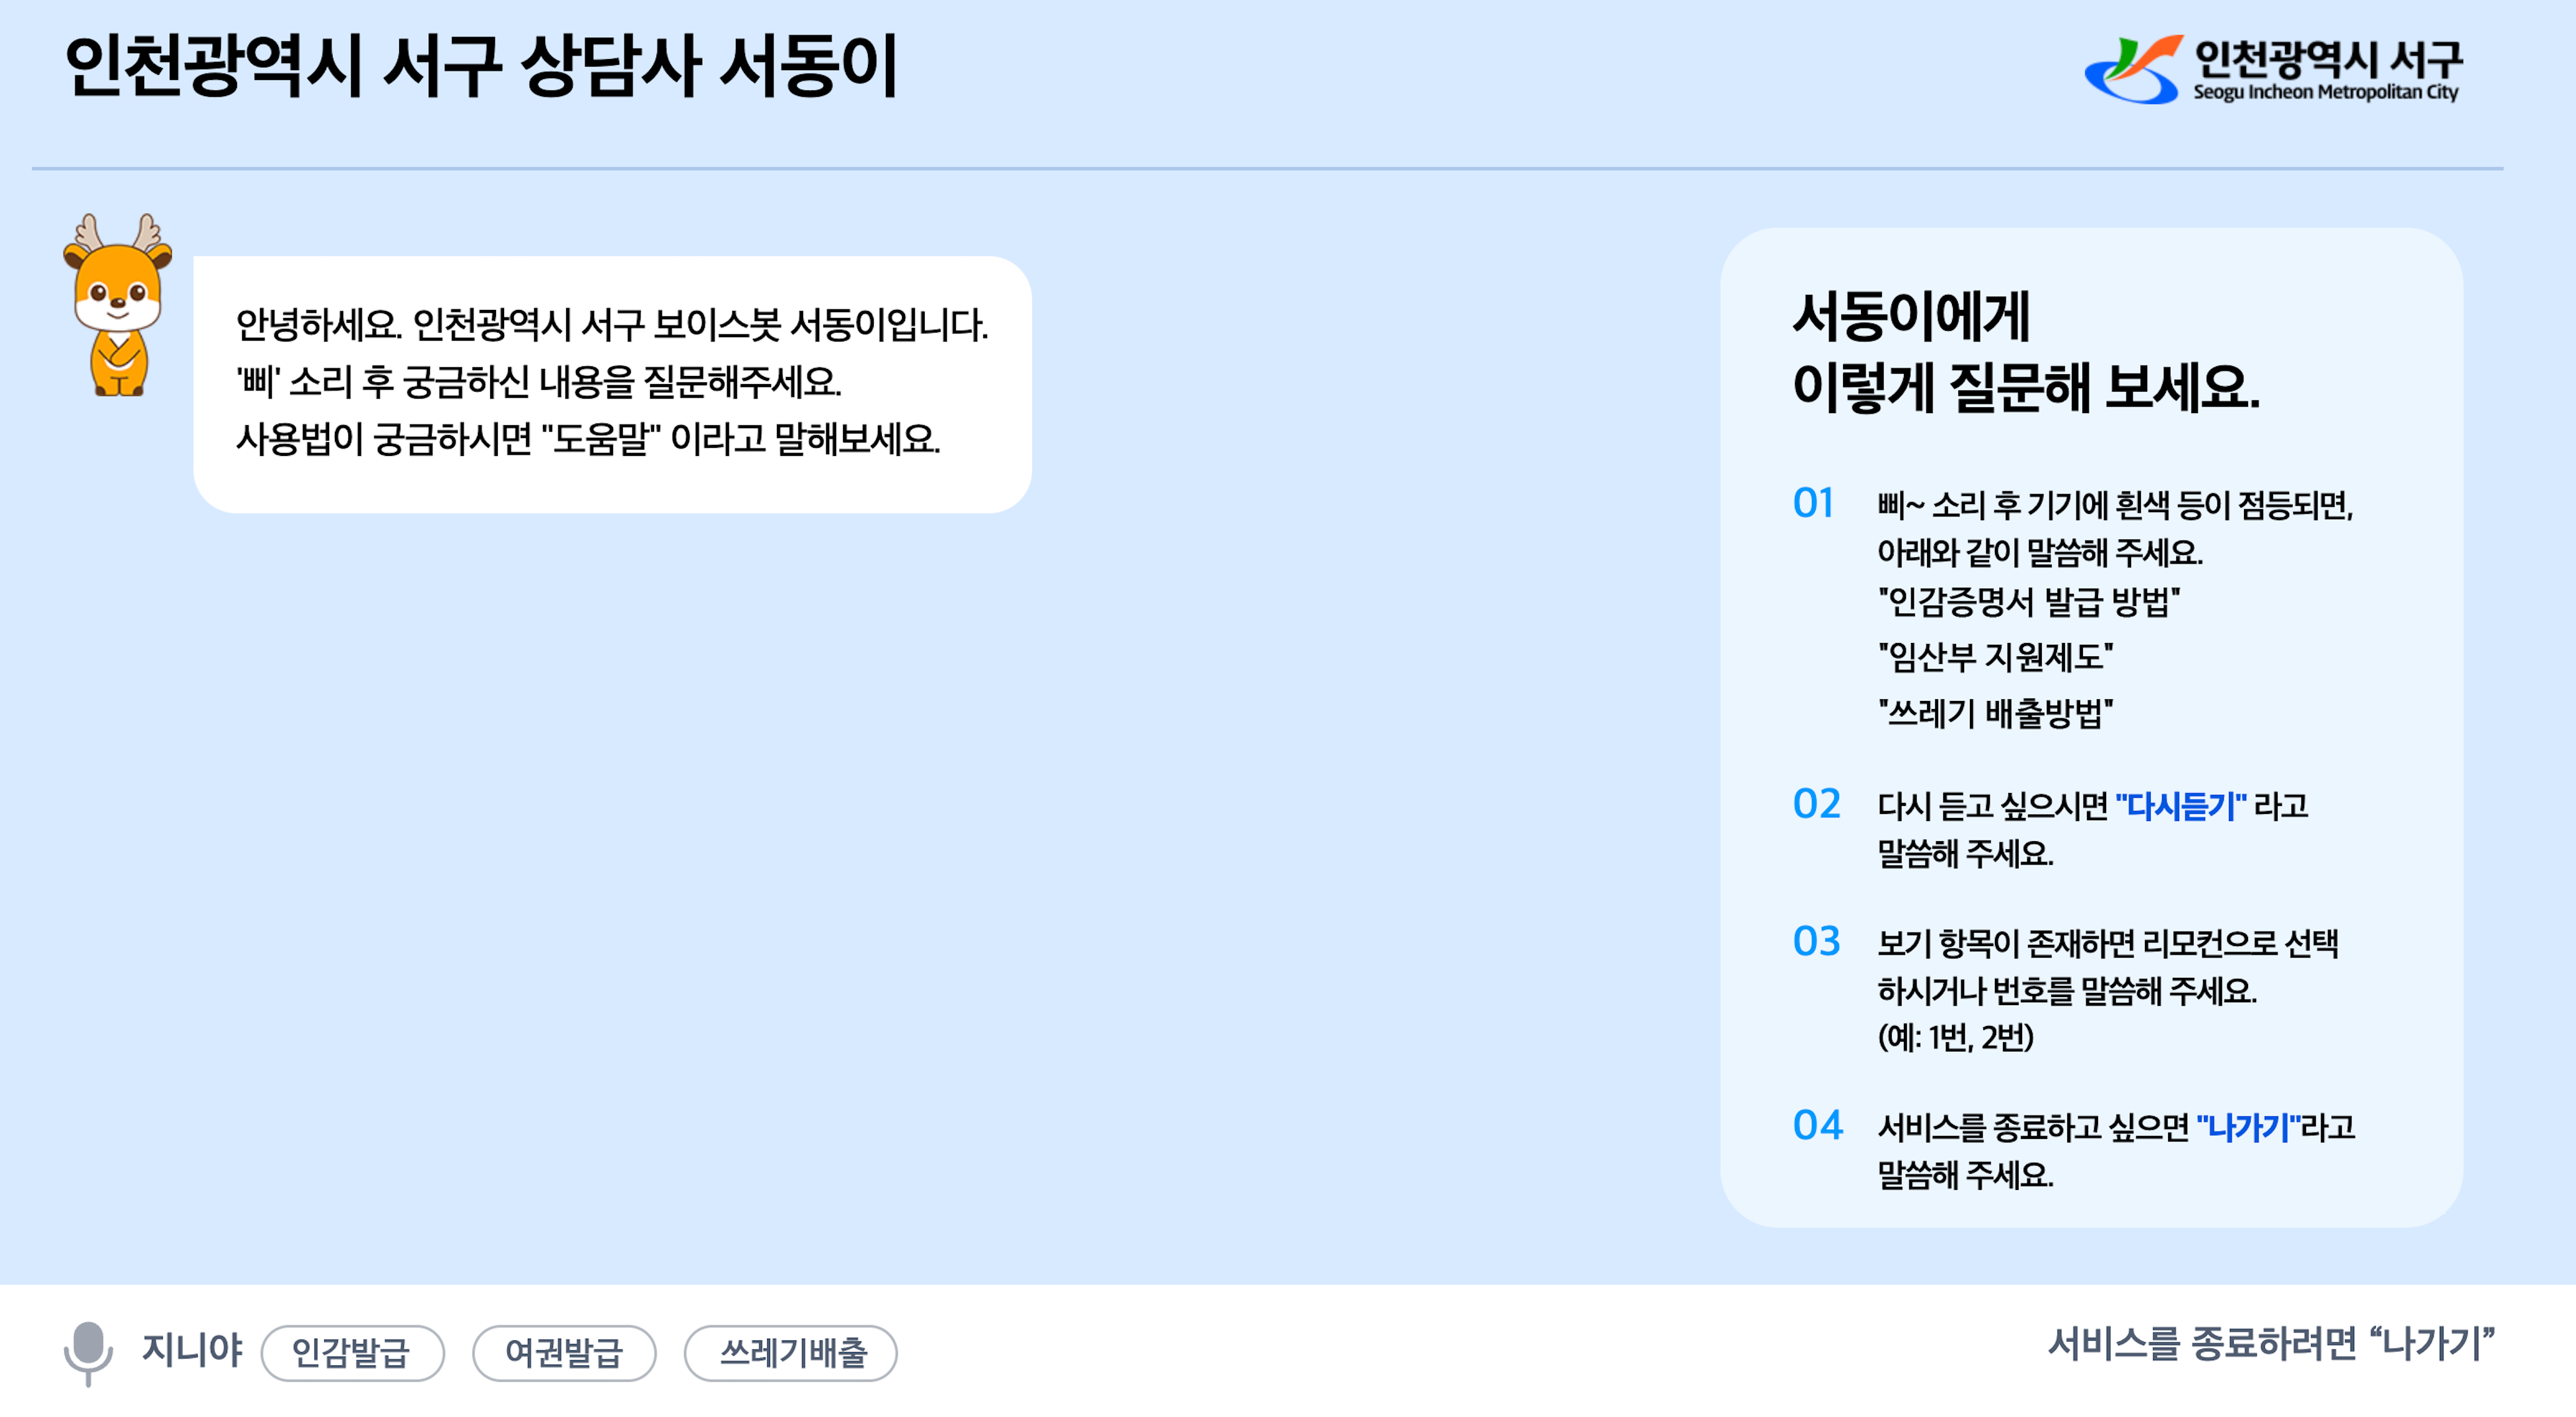 인천광역시 서구 상담사 서동이
인천광역시 서구
Seogu Incheon Metropolitan City
안녕하세요. 인천광역시 서구 보이스봇 서동이입니다.
'삐' 소리 후 궁금하신 내용을 질문해주세요.
사용법이 궁금하시면 "도움말" 이라고 말해보세요.
서동이에게
이렇게 질문해 보세요.
01 삐~ 소리 후 기기에 흰색 등이 점등되면,
아래와 같이 말씀해 주세요.
"인감증명서 발급 방법"
"임산부 지원제도"
"쓰레기 배출방법"
02 다시 듣고 싶으시면 "다시듣기" 라고
말씀해 주세요.
03 보기 항목이 존재하면 리모컨으로 선택
하시거나 번호를 말씀해 주세요.
(예: 1번, 2번)
04 서비스를 종료하고 싶으면 "나가기"라고
말씀해 주세요.
지니야 인감발급 여권발급 쓰레기배출
서비스를 종료하려면 “나가기”